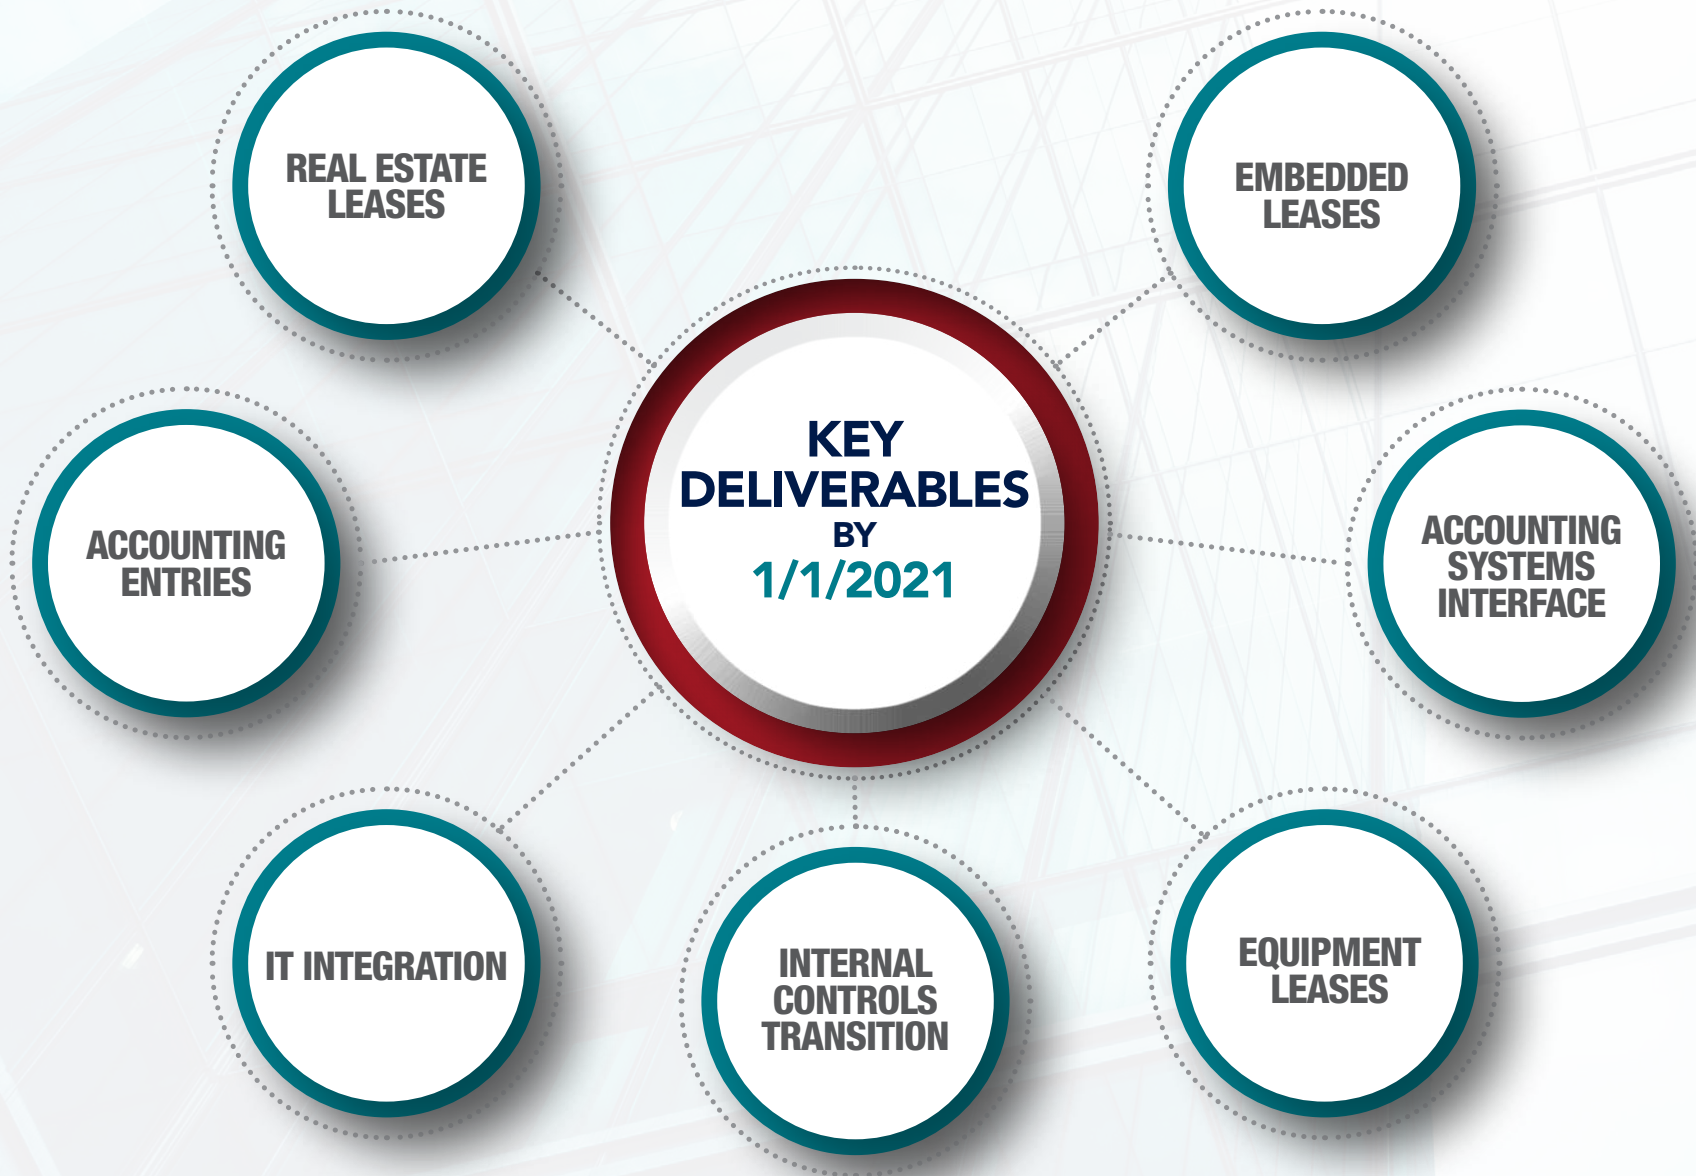 REAL ESTATE
LEASES
EMBEDDED
LEASES
KEY
DELIVERABLES
BY
1/1/2021
ACCOUNTING
ENTRIES
ACCOUNTING
SYSTEMS
INTERFACE
IT INTEGRATION
INTERNAL
CONTROLS
TRANSITION
EQUIPMENT
LEASES